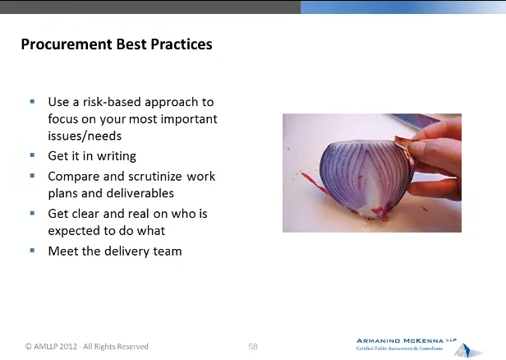 Procurement Best Practices
Use a risk-based approach to
focus on your most important
issues/needs
Get it in writing
Compare and scrutinize work
plans and deliverables
Get clear and real on who is
expected to do what
Meet the delivery team
© AMLLP 2012 - All Rights Reserved
58
ARMANINO MCKENNA LLP
Certified Public Accountants & Consultants